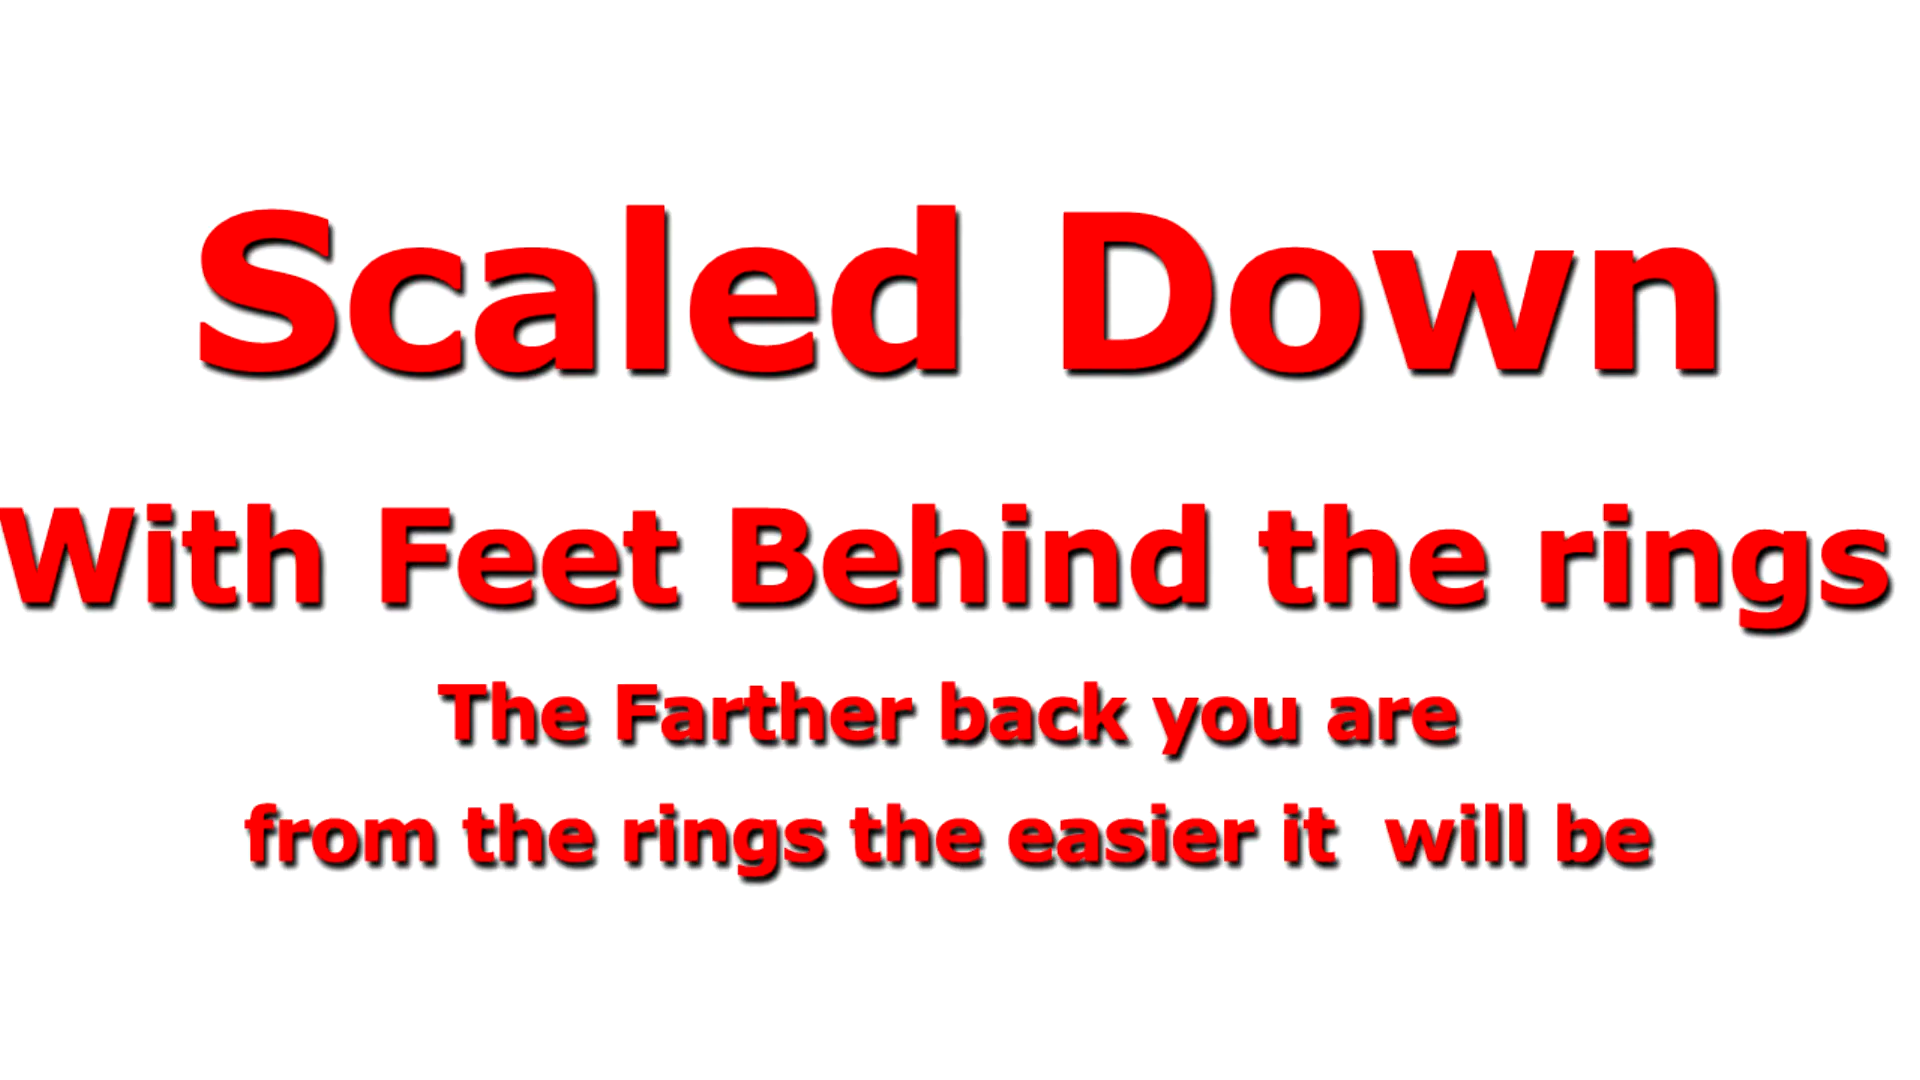 Scaled Down
With Feet Behind the rings
The Farther back you are
from the rings the easier it  will be